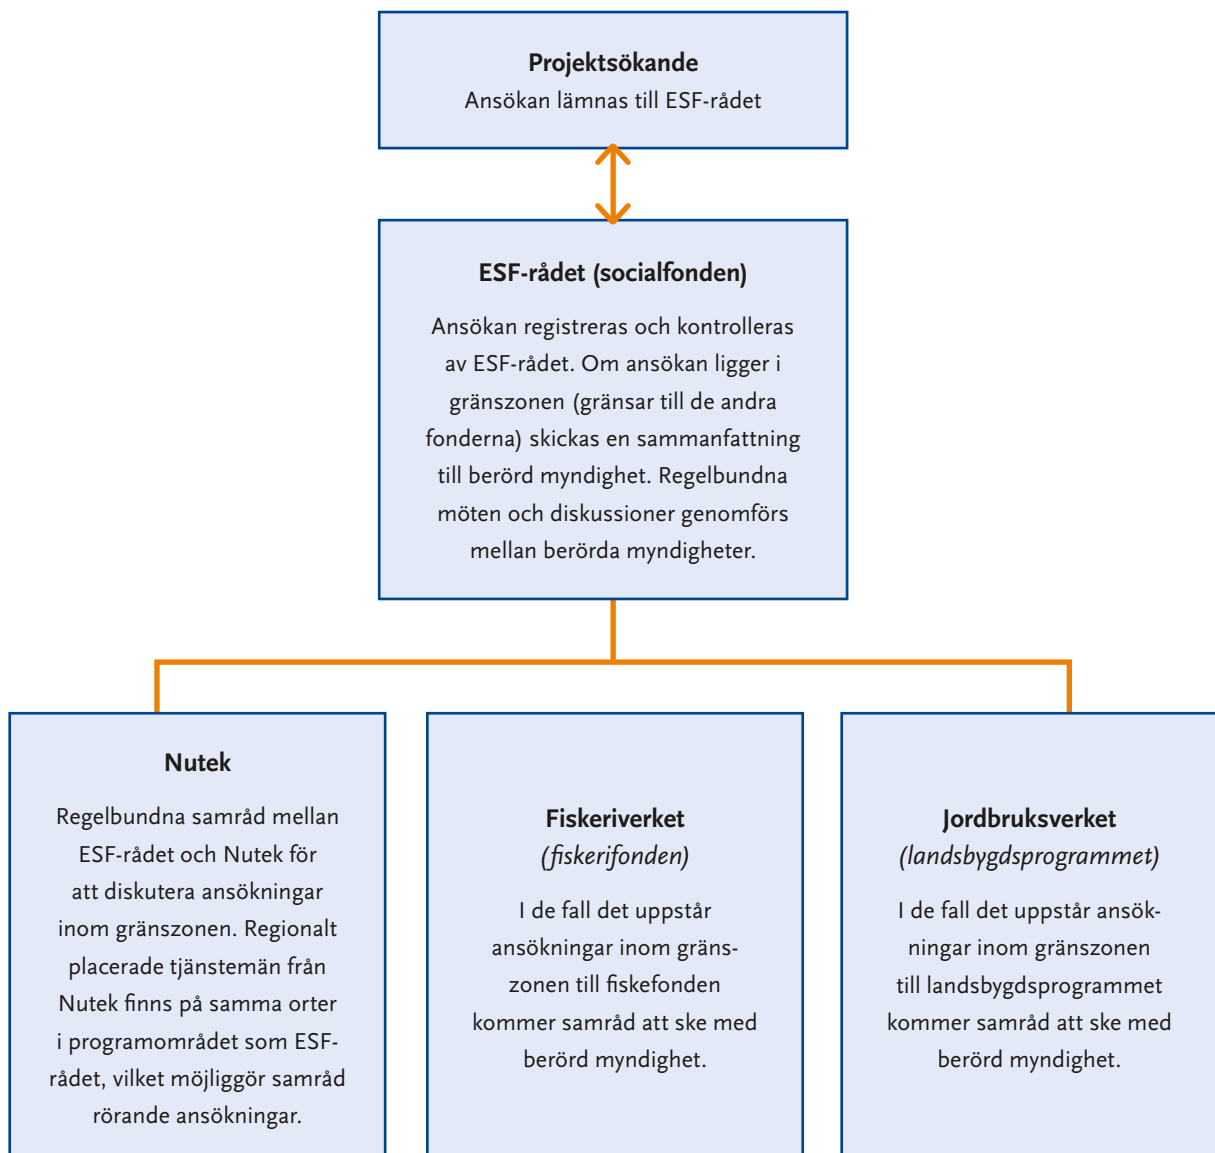 Projektsökande
Ansökan lämnas till ESF-rådet
ESF-rådet (socialfonden)
Ansökan registreras och kontrolleras
av ESF-rådet. Om ansökan ligger i
gränszonen (gränsar till de andra
fonderna) skickas en sammanfattning
till berörd myndighet. Regelbundna
möten och diskussioner genomförs
mellan berörda myndigheter.
Nutek
Regelbundna samråd mellan
ESF-rådet och Nutek för
att diskutera ansökningar
inom gränszonen. Regionalt
placerade tjänstemän från
Nutek finns på samma orter
i programområdet som ESF-
rådet, vilket möjliggör samråd
rörande ansökningar.
Fiskeriverket
(fiskerifonden)
I de fall det uppstår
ansökningar inom gräns-
zonen till fiskefonden
kommer samråd att ske med
berörd myndighet.
Jordbruksverket
(landsbygdsprogrammet)
I de fall det uppstår ansök-
ningar inom gränszonen
till landsbygdsprogrammet
kommer samråd att ske med
berörd myndighet.